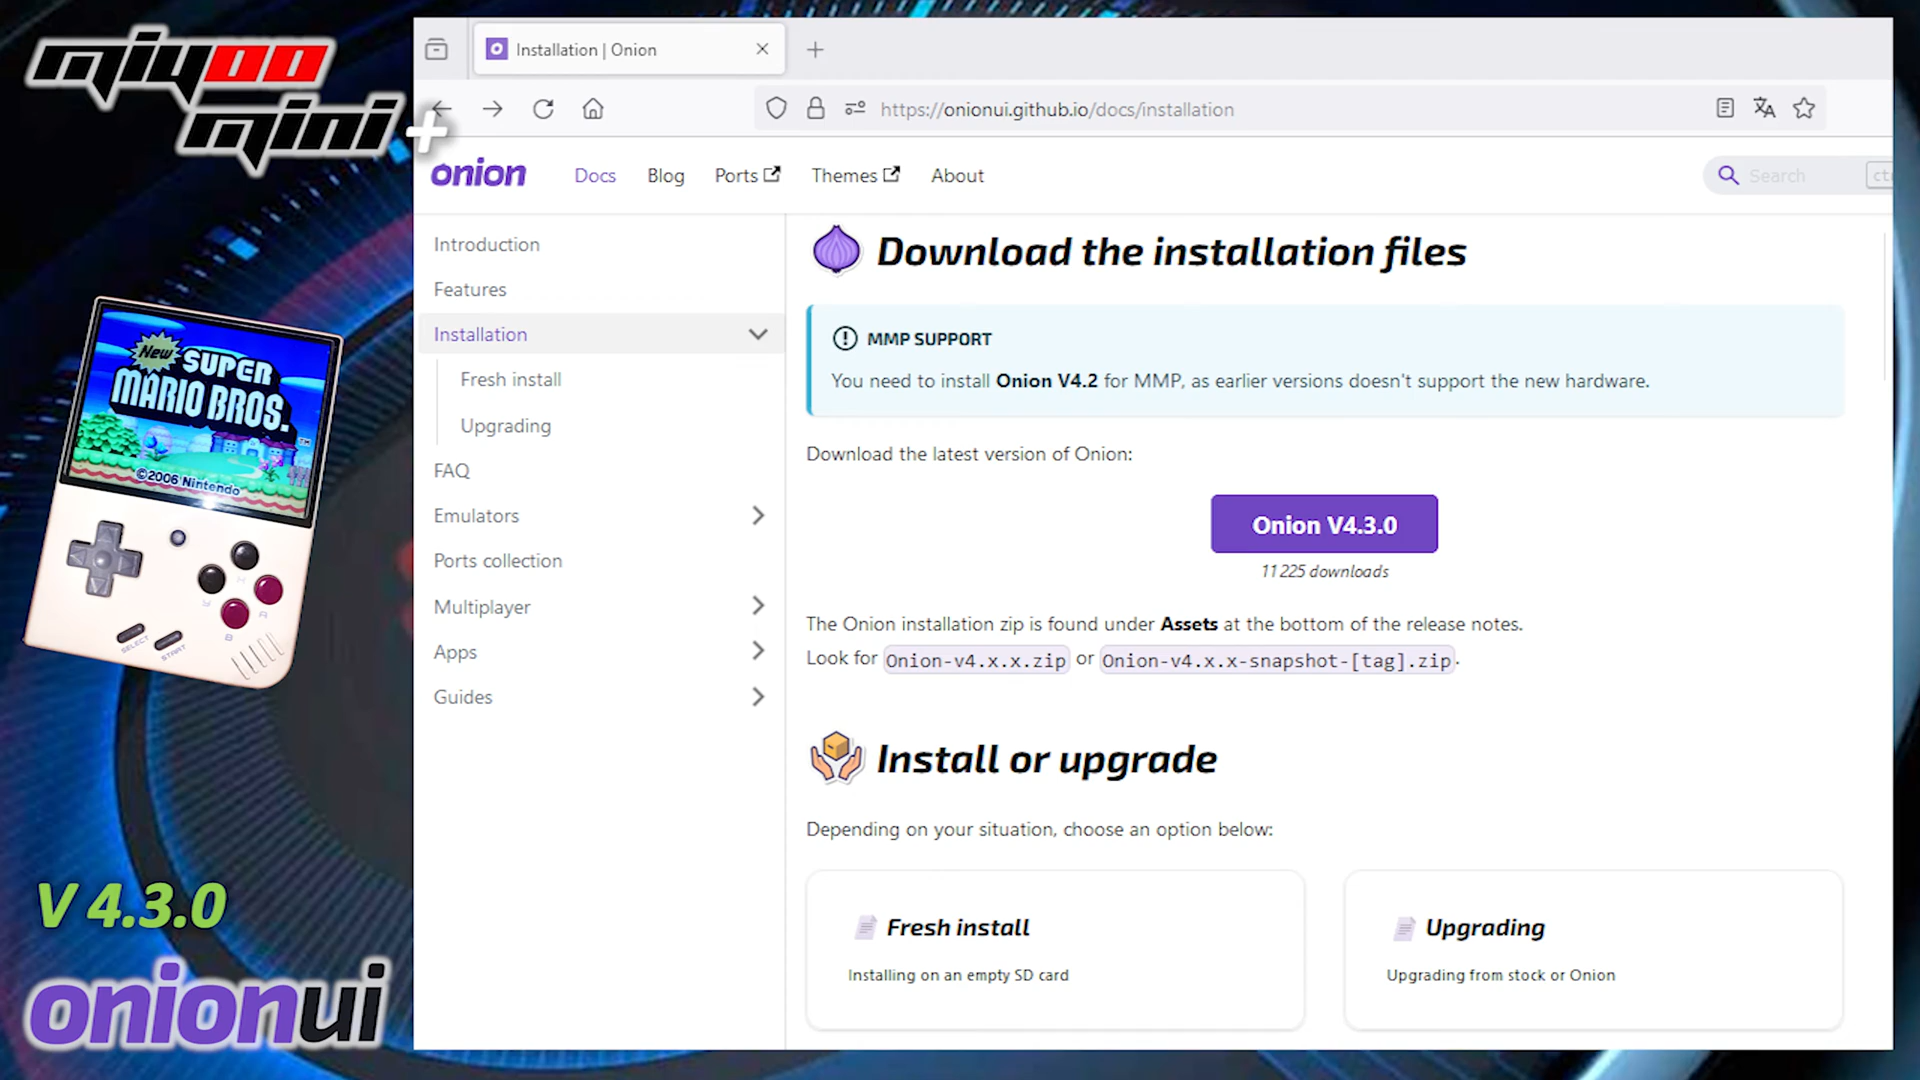 miyoo
mini+
New
SUPER
MARIO BROS.™
©2006 Nintendo
X
Y
A
B
SELECT
START
V 4.3.0
onionui
Installation | Onion
https://onionui.github.io/docs/installation
onion
Docs
Blog
Ports
Themes
About
Search
Introduction
Features
Installation
Fresh install
Upgrading
FAQ
Emulators
Ports collection
Multiplayer
Apps
Guides
Download the installation files
MMP SUPPORT
You need to install Onion V4.2 for MMP, as earlier versions doesn't support the new hardware.
Download the latest version of Onion:
Onion V4.3.0
11 225 downloads
The Onion installation zip is found under Assets at the bottom of the release notes.
Look for Onion-v4.x.x.zip or Onion-v4.x.x-snapshot-[tag].zip.
Install or upgrade
Depending on your situation, choose an option below:
Fresh install
Installing on an empty SD card
Upgrading
Upgrading from stock or Onion